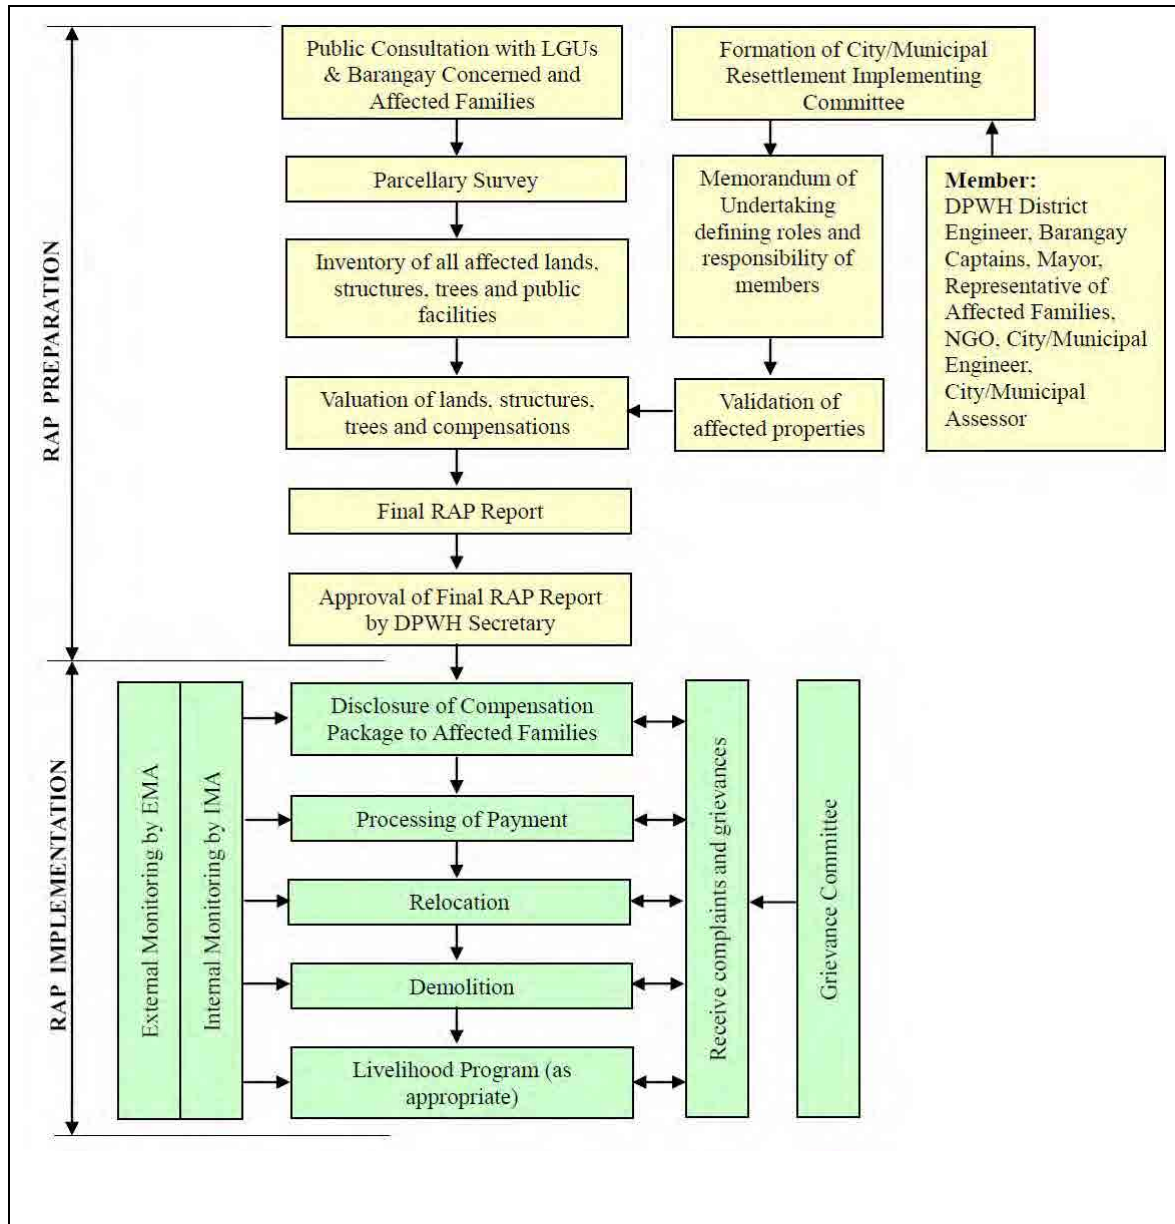 Public Consultation with LGUs
& Barangay Concerned and
Affected Families
Formation of City/Municipal
Resettlement Implementing
Committee
Parcellary Survey
Memorandum of
Undertaking
defining roles and
responsibility of
members
Member:
DPWH District
Engineer, Barangay
Captains, Mayor,
Representative of
Affected Families,
NGO, City/Municipal
Engineer,
City/Municipal
Assessor
Inventory of all affected lands,
structures, trees and public
facilities
Valuation of lands, structures,
trees and compensations
Validation of
affected properties
Final RAP Report
Approval of Final RAP Report
by DPWH Secretary
RAP PREPARATION
Disclosure of Compensation
Package to Affected Families
Processing of Payment
Relocation
Demolition
Livelihood Program (as
appropriate)
RAP IMPLEMENTATION
External Monitoring by EMA
Internal Monitoring by IMA
Receive complaints and grievances
Grievance Committee